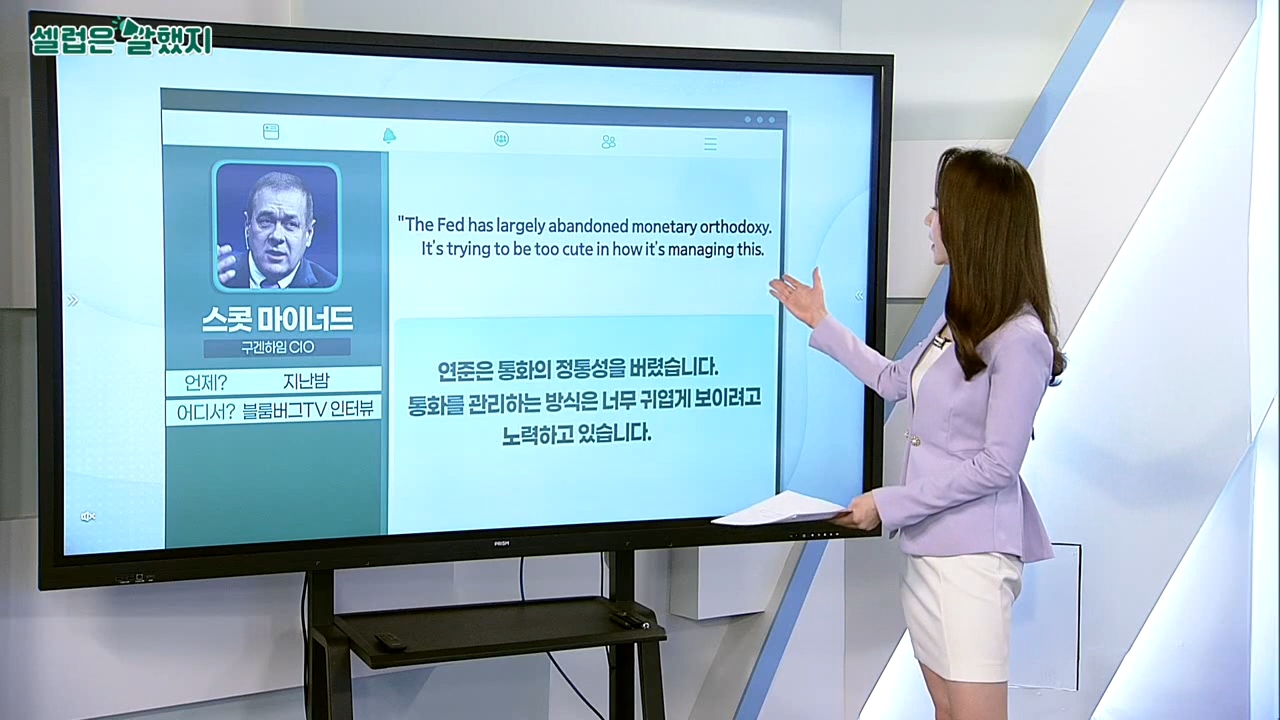 셀럽은 말했지
"The Fed has largely abandoned monetary orthodoxy.
It's trying to be too cute in how it's managing this.
스콧 마이너드
구겐하임 CIO
언제? 지난밤
어디서? 블룸버그TV 인터뷰
연준은 통화의 정통성을 버렸습니다.
통화를 관리하는 방식은 너무 귀엽게 보이려고
노력하고 있습니다.
PRISM